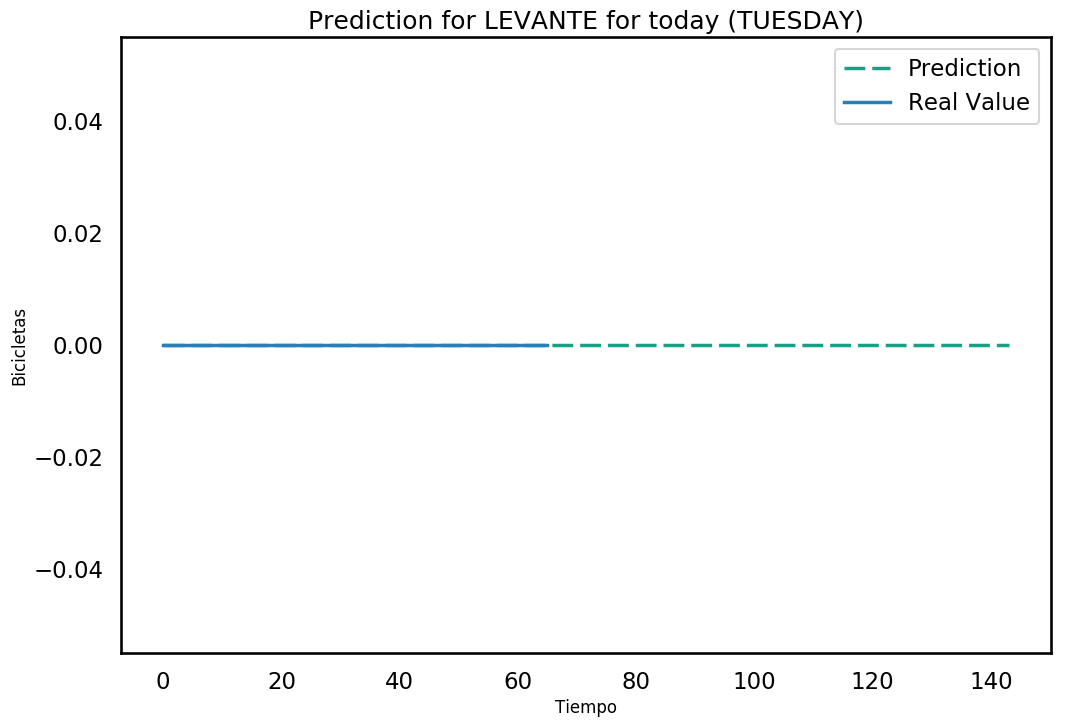 Prediction for LEVANTE for today (TUESDAY)
Prediction
Real Value
0.04
0.02
0.00
−0.02
−0.04
Bicicletas
0 20 40 60 80 100 120 140
Tiempo